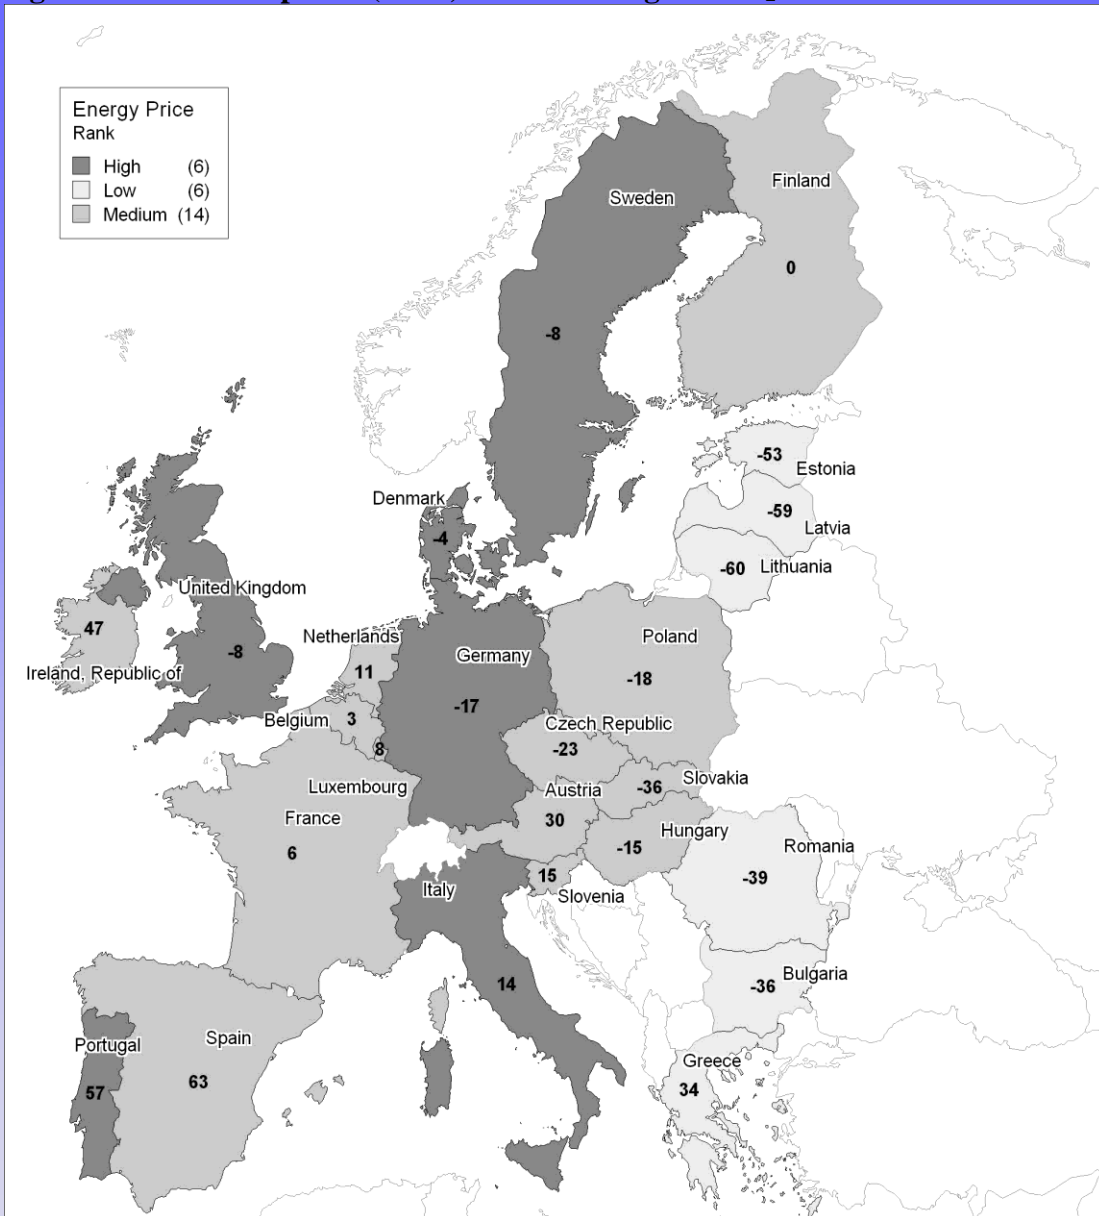 Energy Price
Rank
High (6)
Low (6)
Medium (14)
Finland
Sweden
0
-8
-53
Estonia
Denmark
-59
Latvia
-4
-60
Lithuania
United Kingdom
47
Netherlands
Poland
-8
Germany
Ireland, Republic of
11
-18
-17
Belgium
3
Czech Republic
8
-23
Slovakia
Luxembourg
-36
Austria
France
30
Hungary
6
-15
Romania
15
-39
Italy
Slovenia
Bulgaria
14
-36
Portugal
Spain
Greece
57
63
34